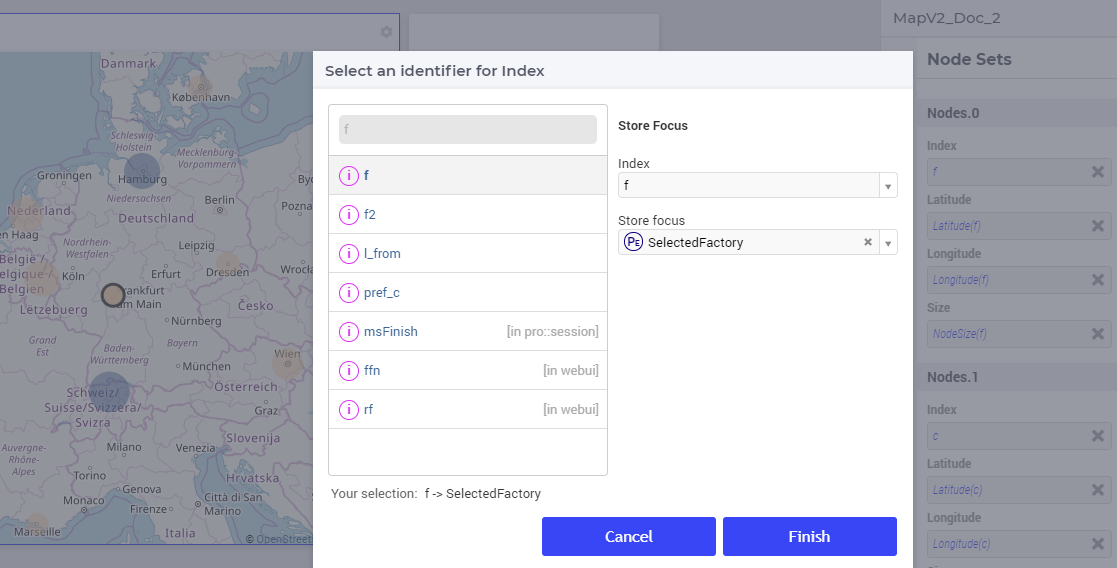 MapV2_Doc_2
Select an identifier for Index
f
f
f2
l_from
pref_c
msFinish [in pro::session]
ffn [in webui]
rf [in webui]
Your selection: f -> SelectedFactory
Store Focus
Index
f
Store focus
PE SelectedFactory
Cancel
Finish
Node Sets
Nodes.0
Index
f
Latitude
Latitude(f)
Longitude
Longitude(f)
Size
NodeSize(f)
Nodes.1
Index
c
Latitude
Latitude(c)
Longitude
Longitude(c)
Danmark
København
Schleswig-
Holstein
Mecklenburg-
Vorpommern
Hamburg
Groningen
Niedersachsen
Berlin
Nederland
Deutschland
Poznań
Nordrhein-
Westfalen
Leipzig
België /
Belgique /
Belgien
Köln
Erfurt
Dresden
Frankfurt
am Main
Lëtzebuerg
Česko
Nürnberg
Grand
Est
Baden-
Württemberg
Bayern
München
Wien
Schweiz/
Suisse/Svizzera/
Svizra
Österreich
Graz
Auvergne-
Rhône-
Alpes
Milano
Venezia
Slovenija
Torino
Hrvatska
Genova
Monaco
Firenze
Città di San
Marino
Marseille
Italia
© OpenStreet